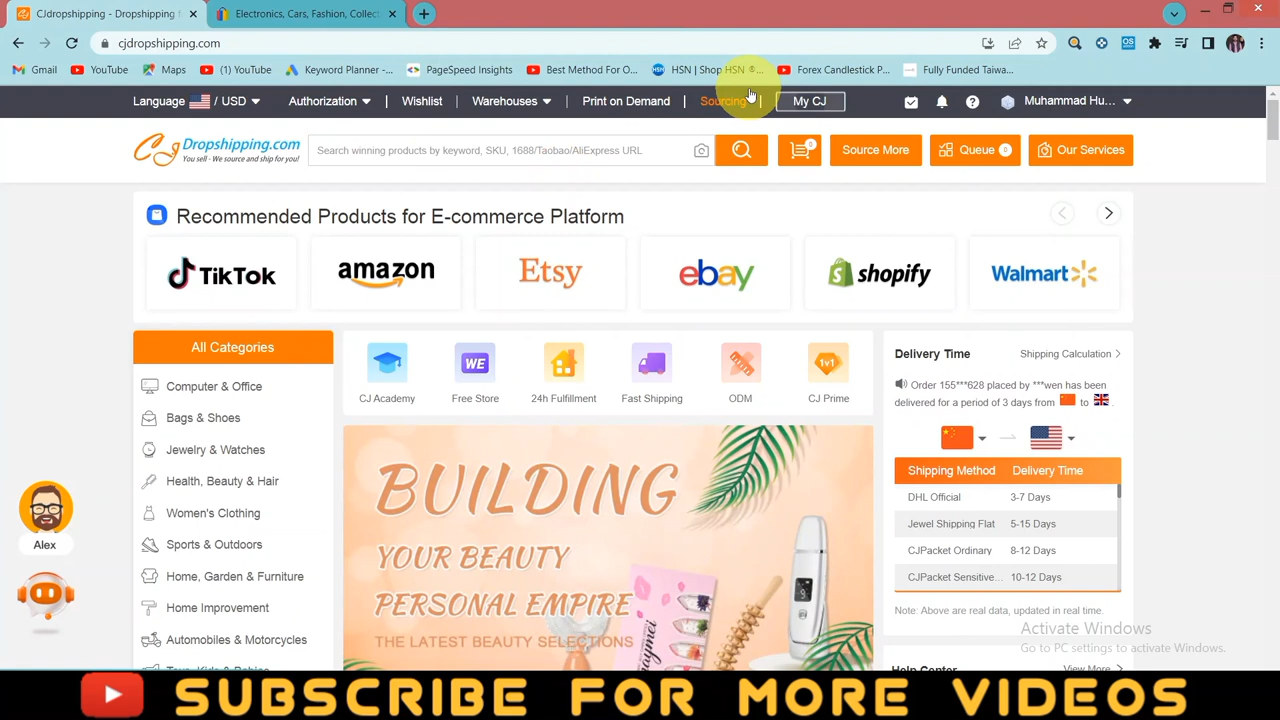 CJdropshipping - Dropshipping
Electronics, Cars, Fashion, Collect
cjdropshipping.com
Gmail
YouTube
Maps
(1) YouTube
Keyword Planner -...
PageSpeed Insights
Best Method For O...
HSN | Shop HSN ®...
Forex Candlestick P...
Fully Funded Taiwa...
Language / USD
Authorization
Wishlist
Warehouses
Print on Demand
Sourcing
My CJ
Muhammad Hu...
CJ Dropshipping.com
You sell - We source and ship for you!
Search winning products by keyword, SKU, 1688/Taobao/AliExpress URL
0
Source More
Queue 0
Our Services
Recommended Products for E-commerce Platform
TikTok
amazon
Etsy
ebay
shopify
Walmart
All Categories
Computer & Office
Bags & Shoes
Jewelry & Watches
Health, Beauty & Hair
Women's Clothing
Sports & Outdoors
Home, Garden & Furniture
Home Improvement
Automobiles & Motorcycles
WE
1v1
CJ Academy
Free Store
24h Fulfillment
Fast Shipping
ODM
CJ Prime
BUILDING
YOUR BEAUTY
PERSONAL EMPIRE
THE LATEST BEAUTY SELECTIONS
Delivery Time
Shipping Calculation
Order 155***628 placed by ***wen has been
delivered for a period of 3 days from to .
Shipping Method
Delivery Time
DHL Official
3-7 Days
Jewel Shipping Flat
5-15 Days
CJPacket Ordinary
8-12 Days
CJPacket Sensitive...
10-12 Days
Note: Above are real data, updated in real time.
Help Center
View More
Activate Windows
Go to PC settings to activate Windows.
Alex
SUBSCRIBE FOR MORE VIDEOS